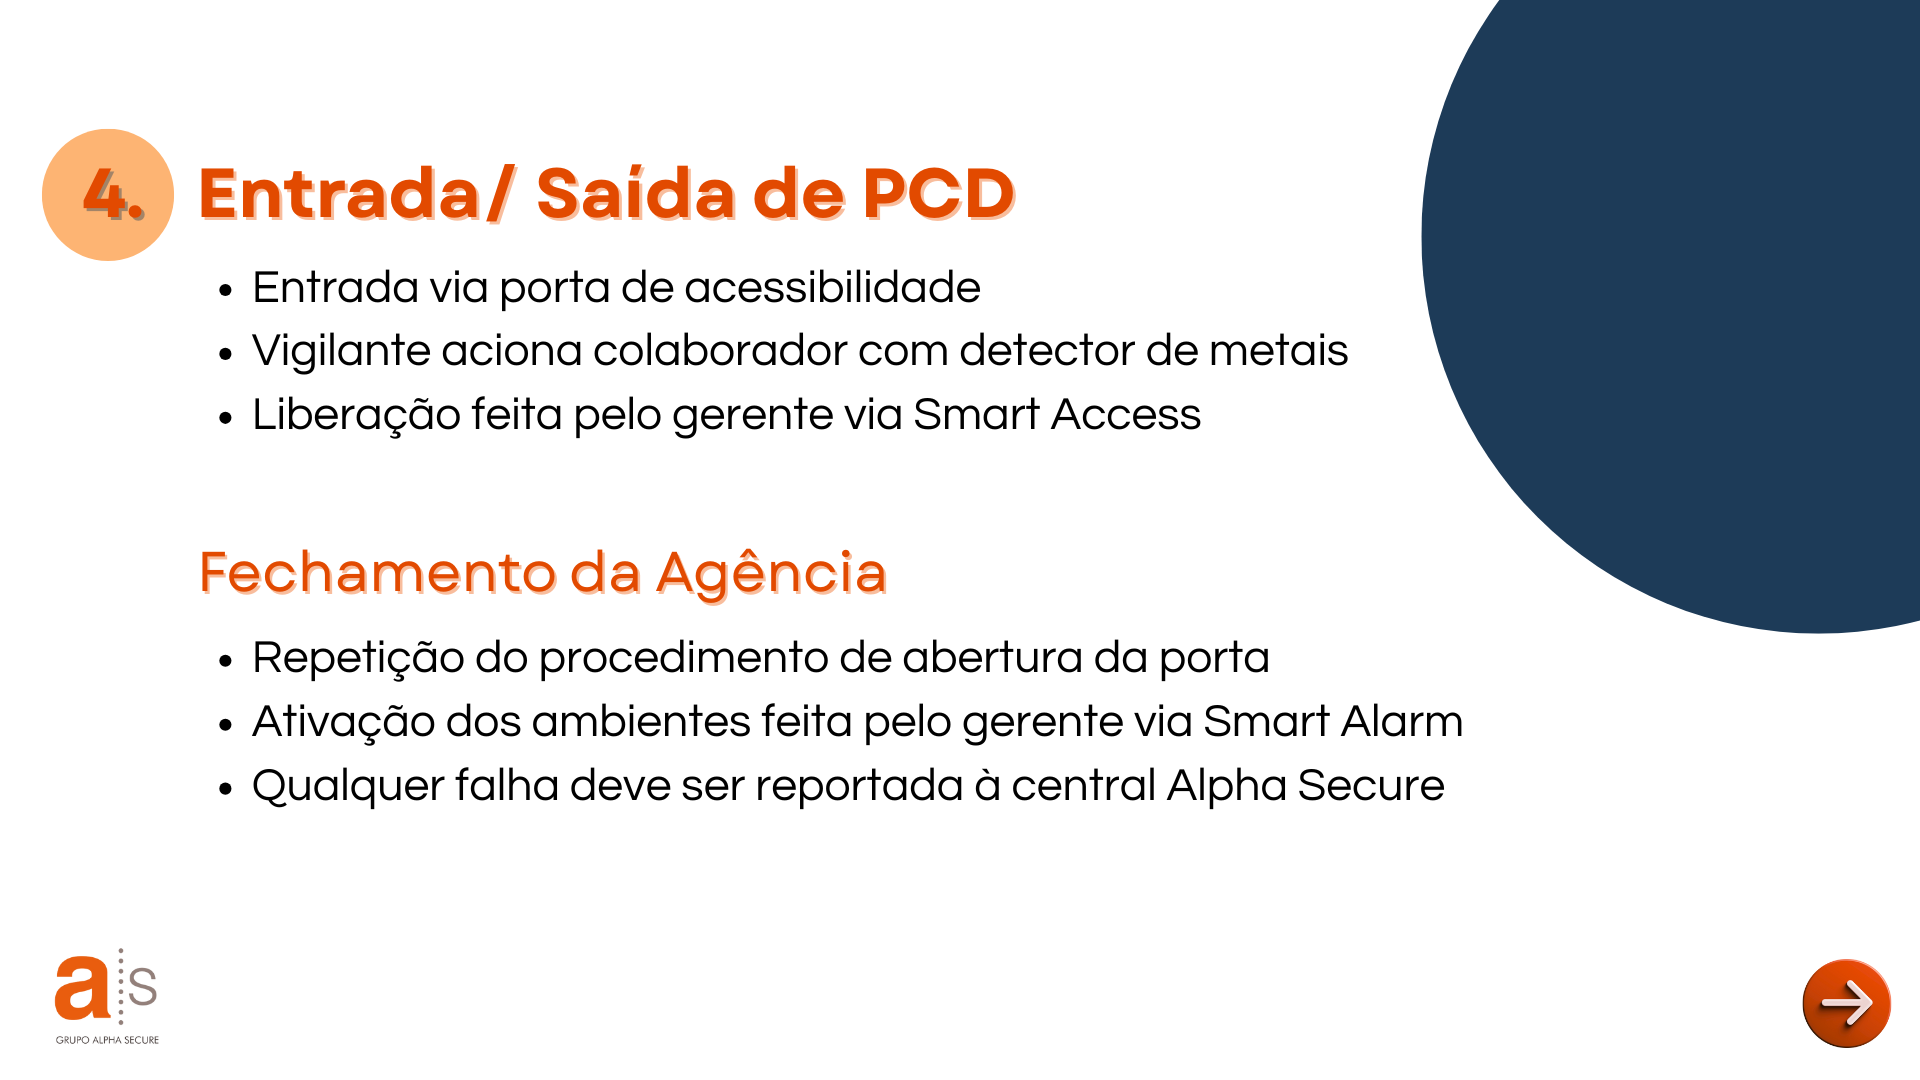 4. Entrada/ Saída de PCD
• Entrada via porta de acessibilidade
• Vigilante aciona colaborador com detector de metais
• Liberação feita pelo gerente via Smart Access
Fechamento da Agência
• Repetição do procedimento de abertura da porta
• Ativação dos ambientes feita pelo gerente via Smart Alarm
• Qualquer falha deve ser reportada à central Alpha Secure
a s
GRUPO ALPHA SECURE